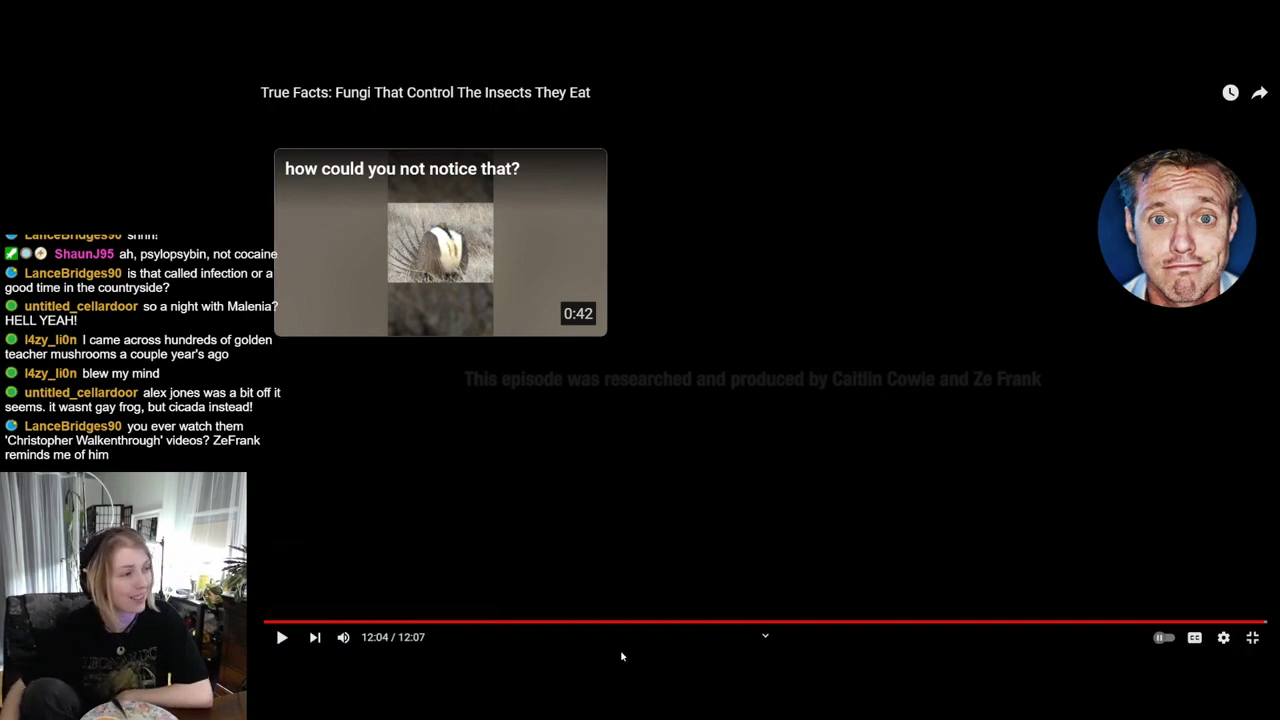 True Facts: Fungi That Control The Insects They Eat
how could you not notice that?
0:42
LanceBridges90 shhh!
ShaunJ95 ah, psylopsybin, not cocaine
LanceBridges90 is that called infection or a
good time in the countryside?
untitled_cellardoor so a night with Malenia?
HELL YEAH!
l4zy_li0n I came across hundreds of golden
teacher mushrooms a couple year's ago
l4zy_li0n blew my mind
untitled_cellardoor alex jones was a bit off it
seems. it wasnt gay frog, but cicada instead!
LanceBridges90 you ever watch them
'Christopher Walkenthrough' videos? ZeFrank
reminds me of him
This episode was researched and produced by Caitlin Cowie and Ze Frank
12:04 / 12:07
CC